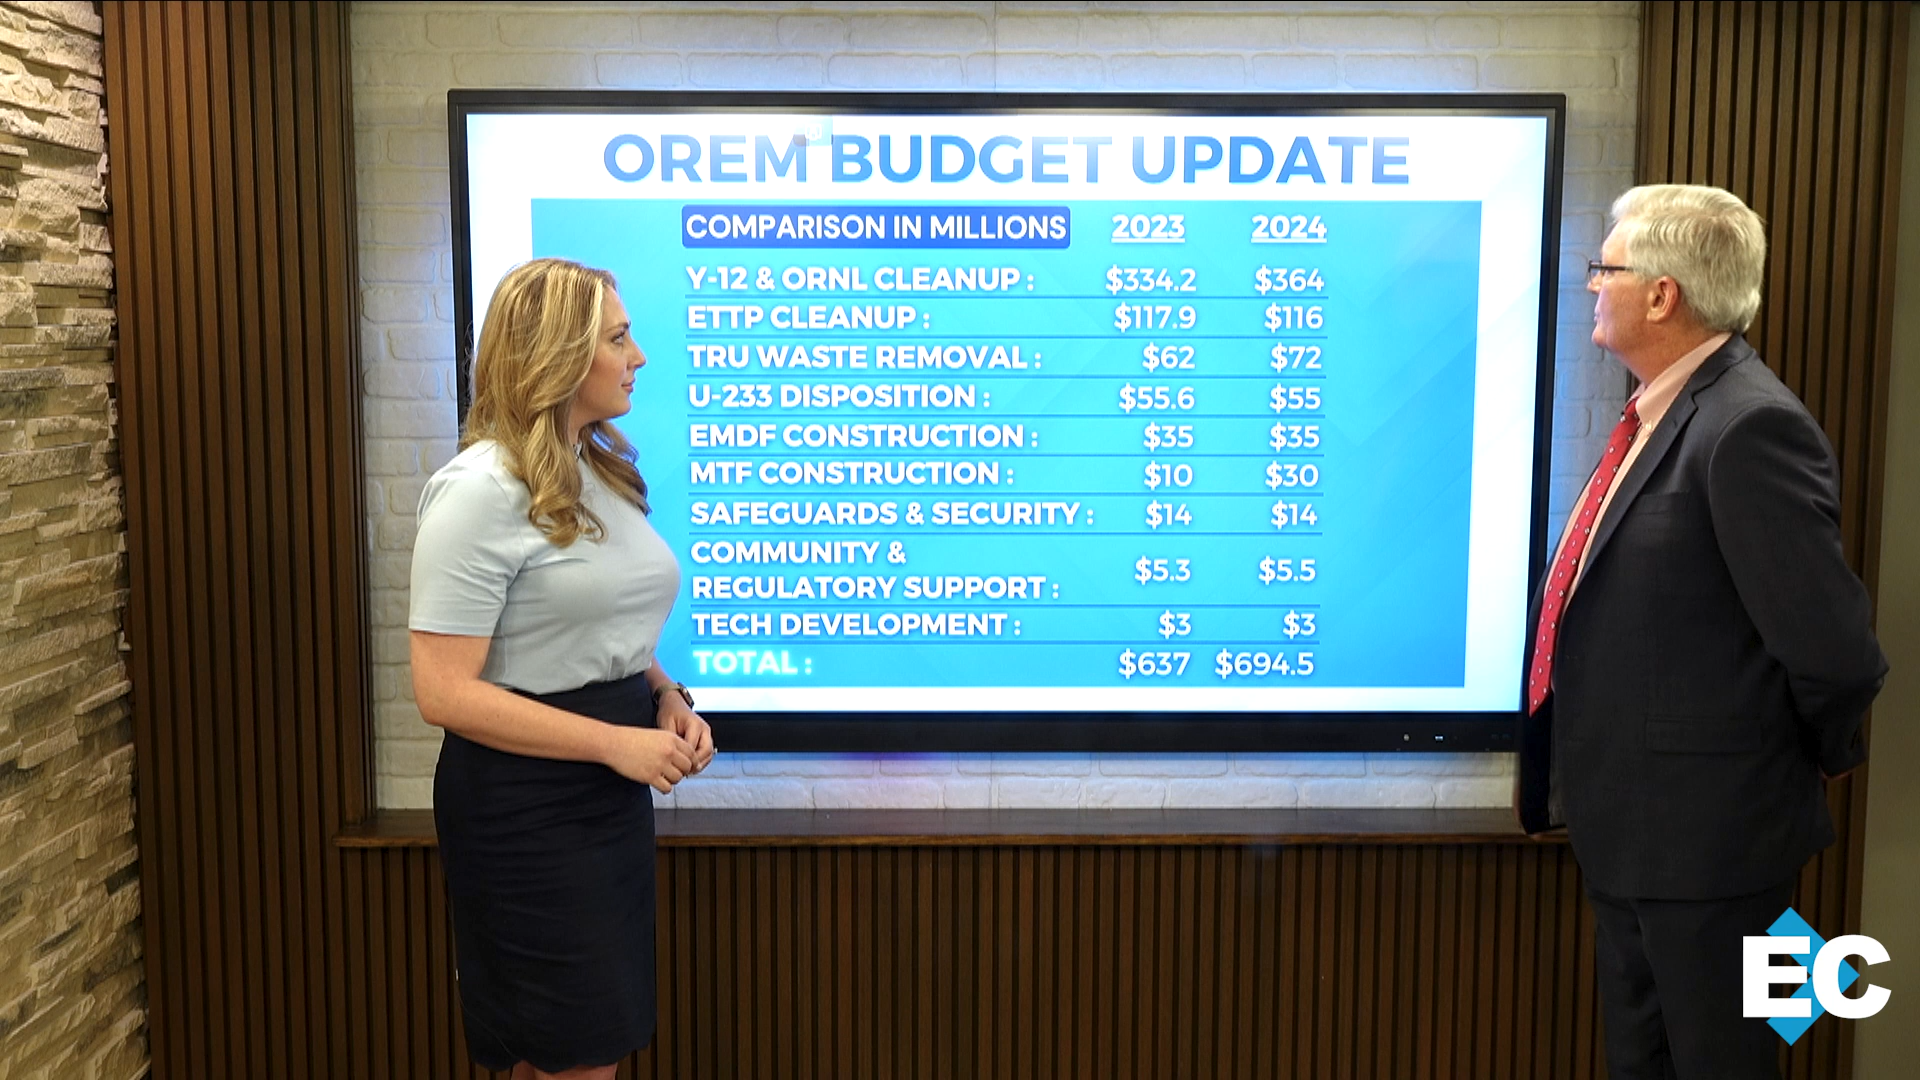 OREM BUDGET UPDATE
COMPARISON IN MILLIONS 2023 2024
Y-12 & ORNL CLEANUP : $334.2 $364
ETTP CLEANUP : $117.9 $116
TRU WASTE REMOVAL : $62 $72
U-233 DISPOSITION : $55.6 $55
EMDF CONSTRUCTION : $35 $35
MTF CONSTRUCTION : $10 $30
SAFEGUARDS & SECURITY : $14 $14
COMMUNITY &
REGULATORY SUPPORT : $5.3 $5.5
TECH DEVELOPMENT : $3 $3
TOTAL : $637 $694.5
EC